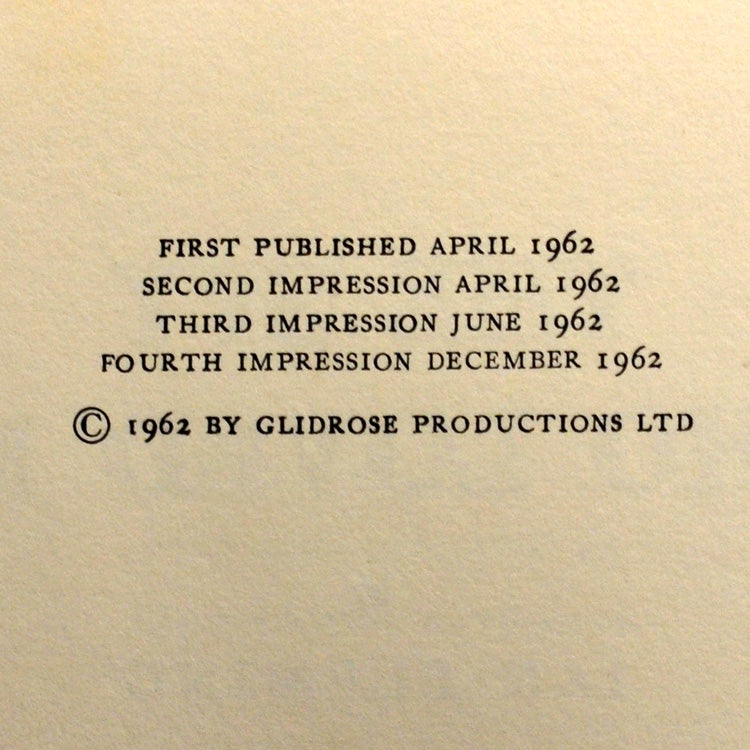 FIRST PUBLISHED APRIL 1962
SECOND IMPRESSION APRIL 1962
THIRD IMPRESSION JUNE 1962
FOURTH IMPRESSION DECEMBER 1962
© 1962 BY GLIDROSE PRODUCTIONS LTD